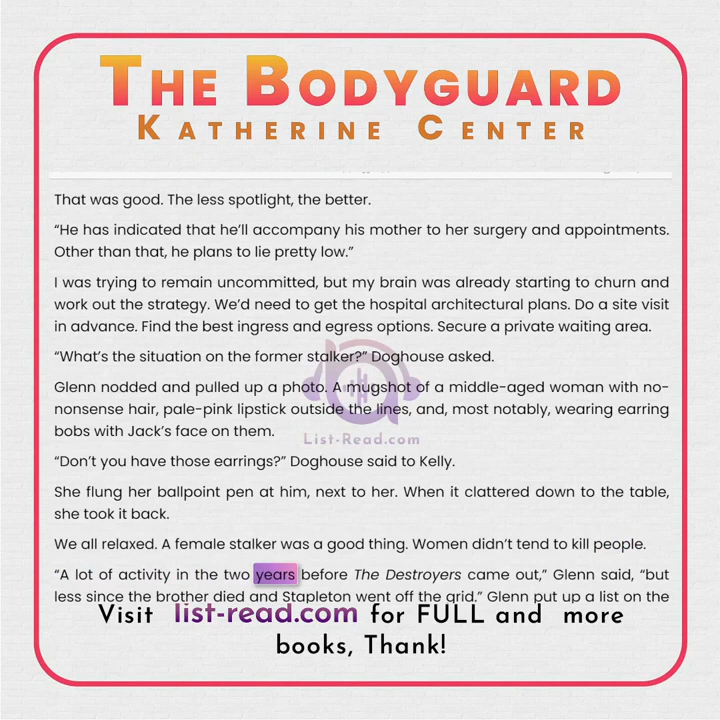 THE BODYGUARD
KATHERINE CENTER
That was good. The less spotlight, the better.
“He has indicated that he’ll accompany his mother to her surgery and appointments.
Other than that, he plans to lie pretty low.”
I was trying to remain uncommitted, but my brain was already starting to churn and
work out the strategy. We’d need to get the hospital architectural plans. Do a site visit
in advance. Find the best ingress and egress options. Secure a private waiting area.
“What’s the situation on the former stalker?” Doghouse asked.
Glenn nodded and pulled up a photo. A mugshot of a middle-aged woman with no-
nonsense hair, pale-pink lipstick outside the lines, and, most notably, wearing earring
bobs with Jack’s face on them.
List-Read.com
“Don’t you have those earrings?” Doghouse said to Kelly.
She flung her ballpoint pen at him, next to her. When it clattered down to the table,
she took it back.
We all relaxed. A female stalker was a good thing. Women didn’t tend to kill people.
“A lot of activity in the two years before The Destroyers came out,” Glenn said, “but
less since the brother died and Stapleton went off the grid.” Glenn put up a list on the
Visit list-read.com for FULL and more
books, Thank!